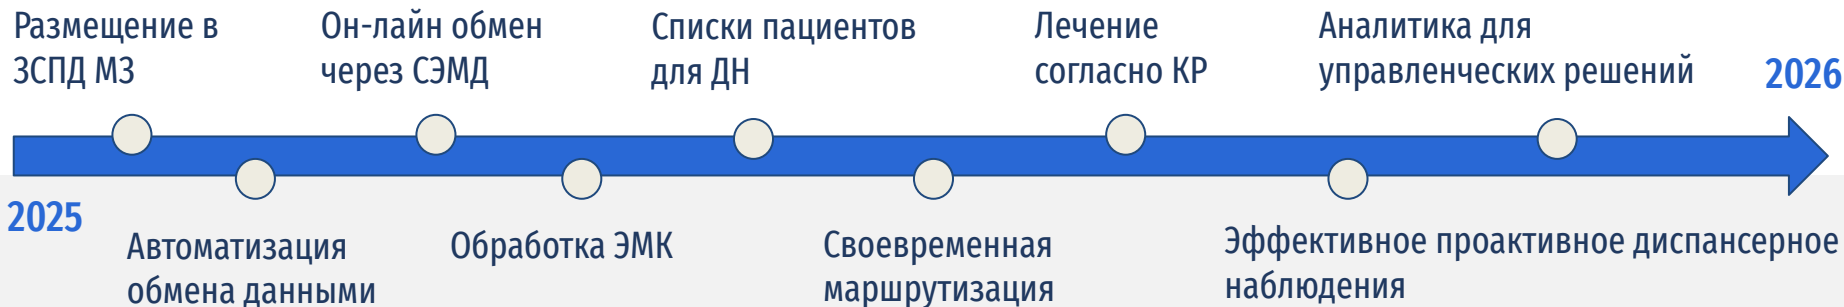 Размещение в
ЗСПД МЗ
Он-лайн обмен
через СЭМД
Списки пациентов
для ДН
Лечение
согласно КР
Аналитика для
управленческих решений
2026
2025
Автоматизация
обмена данными
Обработка ЭМК
Своевременная
маршрутизация
Эффективное проактивное диспансерное
наблюдения